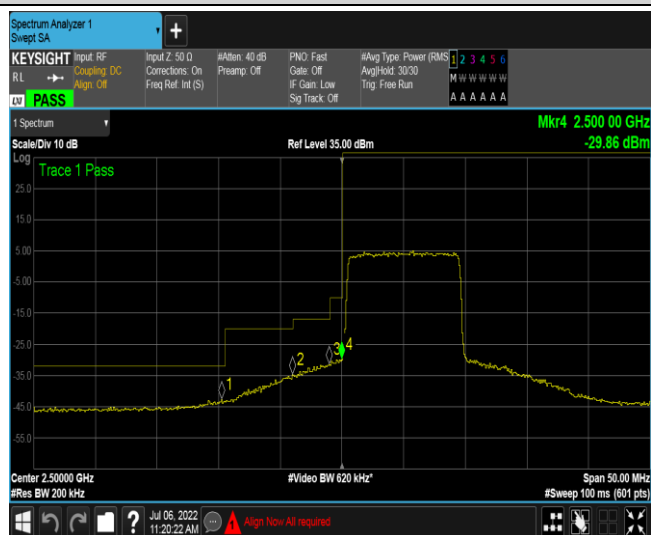 Spectrum Analyzer 1
Swept SA
+
KEYSIGHT Input: RF Input Z: 50 Ω #Atten: 40 dB PNO: Fast #Avg Type: Power (RMS 1 2 3 4 5 6
RL Coupling: DC Corrections: On Preamp: Off Gate: Off Avg|Hold: 30/30 M W W W W W
Align: Off Freq Ref: Int (S) IF Gain: Low Trig: Free Run
LXI PASS Sig Track: Off A A A A A A
1 Spectrum Mkr4 2.500 00 GHz
Scale/Div 10 dB Ref Level 35.00 dBm -29.86 dBm
Log
Trace 1 Pass
25.0
15.0
5.00
-5.00
-15.0
-25.0
3 4
2
-35.0
1
-45.0
-55.0
Center 2.50000 GHz #Video BW 620 kHz* Span 50.00 MHz
#Res BW 200 kHz #Sweep 100 ms (601 pts)
? Jul 06, 2022
11:20:22 AM
Align Now All required